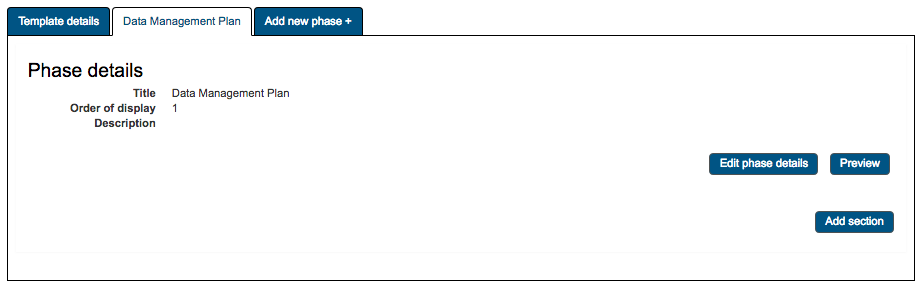 Template details Data Management Plan Add new phase +
Phase details
Title Data Management Plan
Order of display 1
Description
Edit phase details Preview
Add section